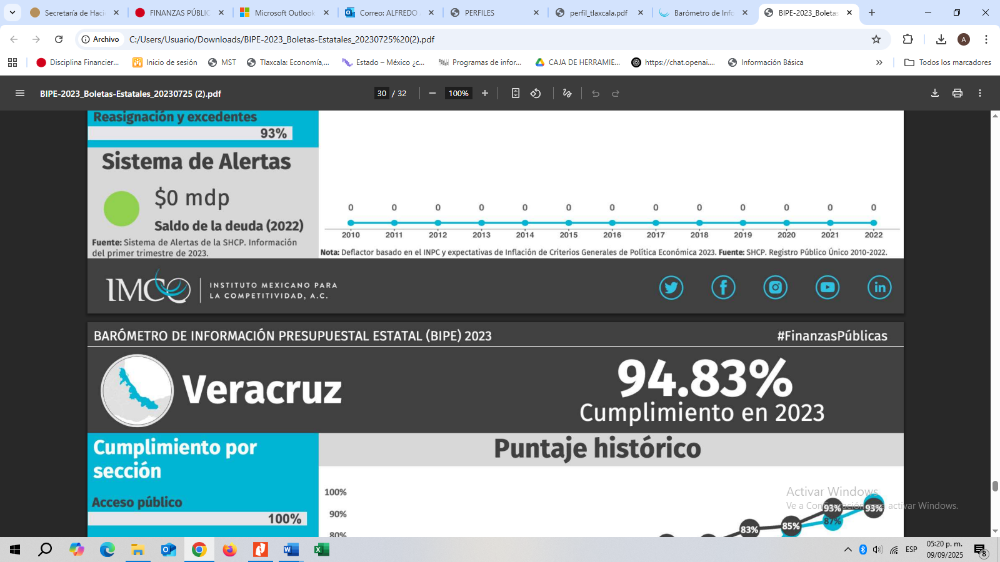 Secretaría de Haci
FINANZAS PÚBLIC
Microsoft Outlook
Correo: ALFREDO
PERFILES
perfil_tlaxcala.pdf
Barómetro de Info
BIPE-2023_Boletas
Archivo
C:/Users/Usuario/Downloads/BIPE-2023_Boletas-Estatales_20230725%20(2).pdf
A
Disciplina Financier...
Inicio de sesión
MST
Tlaxcala: Economía,...
Estado – México ¿c...
Programas de infor...
CAJA DE HERRAMIE...
https://chat.openai....
Información Básica
Todos los marcadores
BIPE-2023_Boletas-Estatales_20230725 (2).pdf
30 / 32
100%
Reasignación y excedentes
93%
Sistema de Alertas
$0 mdp
Saldo de la deuda (2022)
Fuente: Sistema de Alertas de la SHCP. Información
del primer trimestre de 2023.
0 0 0 0 0 0 0 0 0 0 0 0 0
2010 2011 2012 2013 2014 2015 2016 2017 2018 2019 2020 2021 2022
Nota: Deflactor basado en el INPC y expectativas de Inflación de Criterios Generales de Política Económica 2023. Fuente: SHCP. Registro Público Único 2010-2022.
IMCO
INSTITUTO MEXICANO PARA
LA COMPETITIVIDAD, A.C.
BARÓMETRO DE INFORMACIÓN PRESUPUESTAL ESTATAL (BIPE) 2023
#FinanzasPúblicas
Veracruz
94.83%
Cumplimiento en 2023
Cumplimiento por
sección
Acceso público
100%
Puntaje histórico
100%
90%
80%
83%
85%
93%
87%
93%
Activar Windows
Ve a Configuración para activar Windows.
ESP
05:20 p. m.
09/09/2025
8